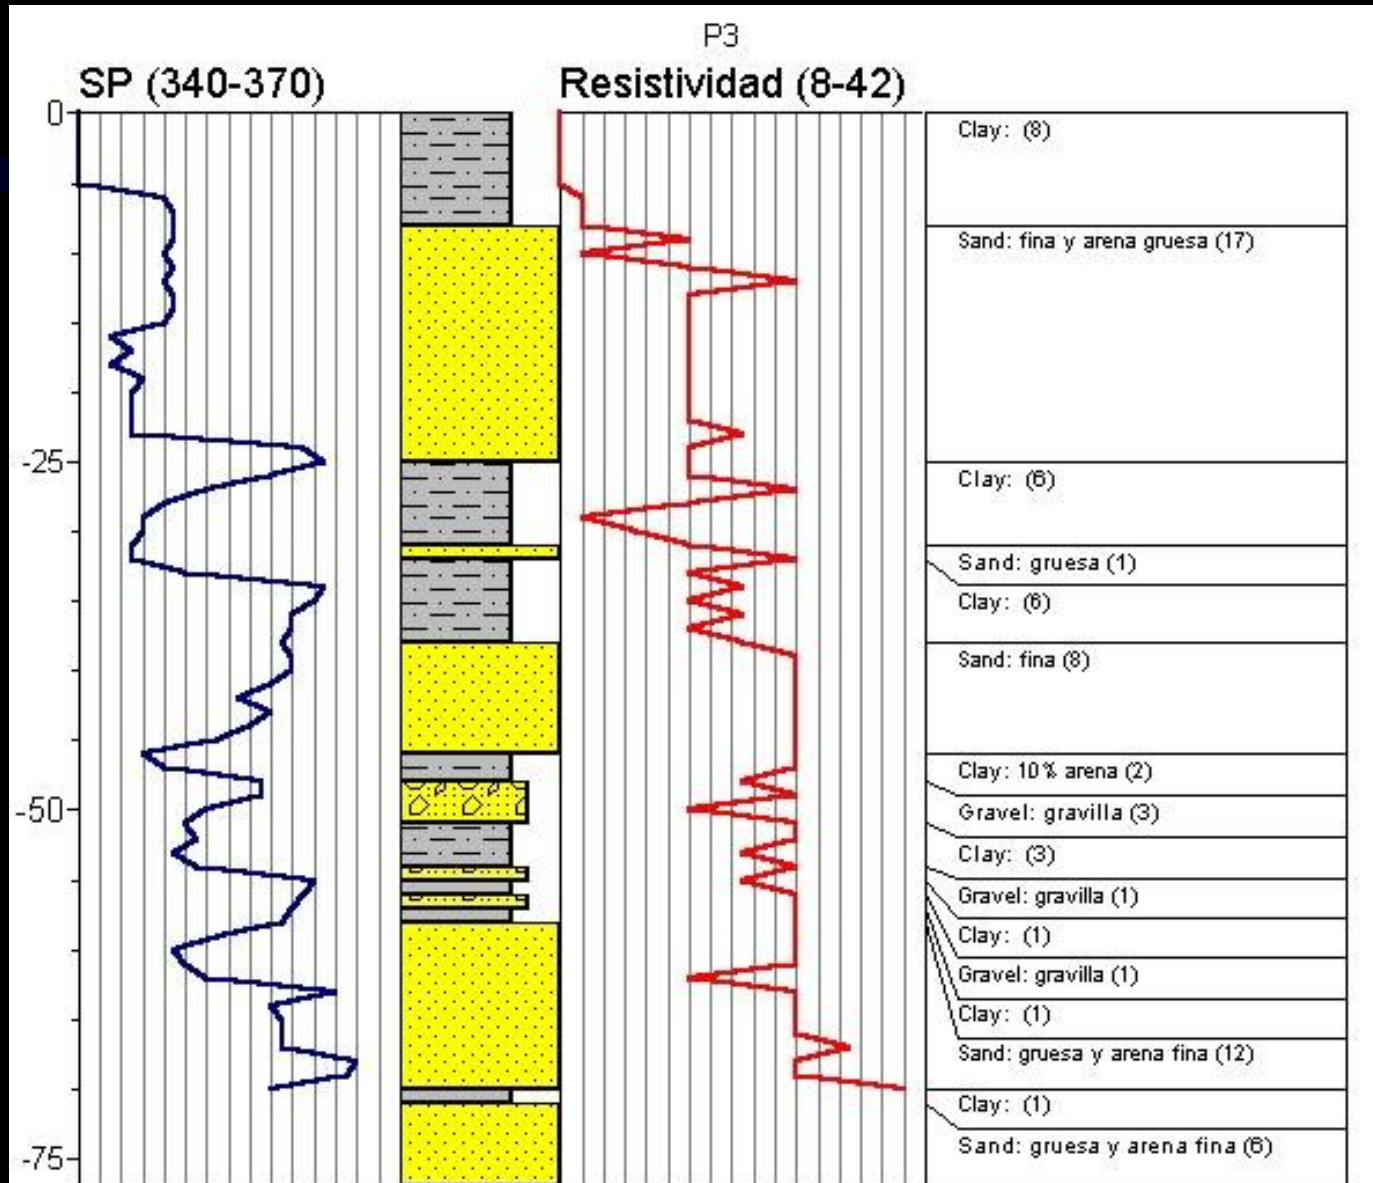 P3
SP (340-370)
Resistividad (8-42)
0
Clay: (8)
Sand: fina y arena gruesa (17)
-25
Clay: (6)
Sand: gruesa (1)
Clay: (6)
Sand: fina (8)
Clay: 10% arena (2)
-50
Gravel: gravilla (3)
Clay: (3)
Gravel: gravilla (1)
Clay: (1)
Gravel: gravilla (1)
Clay: (1)
Sand: gruesa y arena fina (12)
Clay: (1)
Sand: gruesa y arena fina (6)
-75